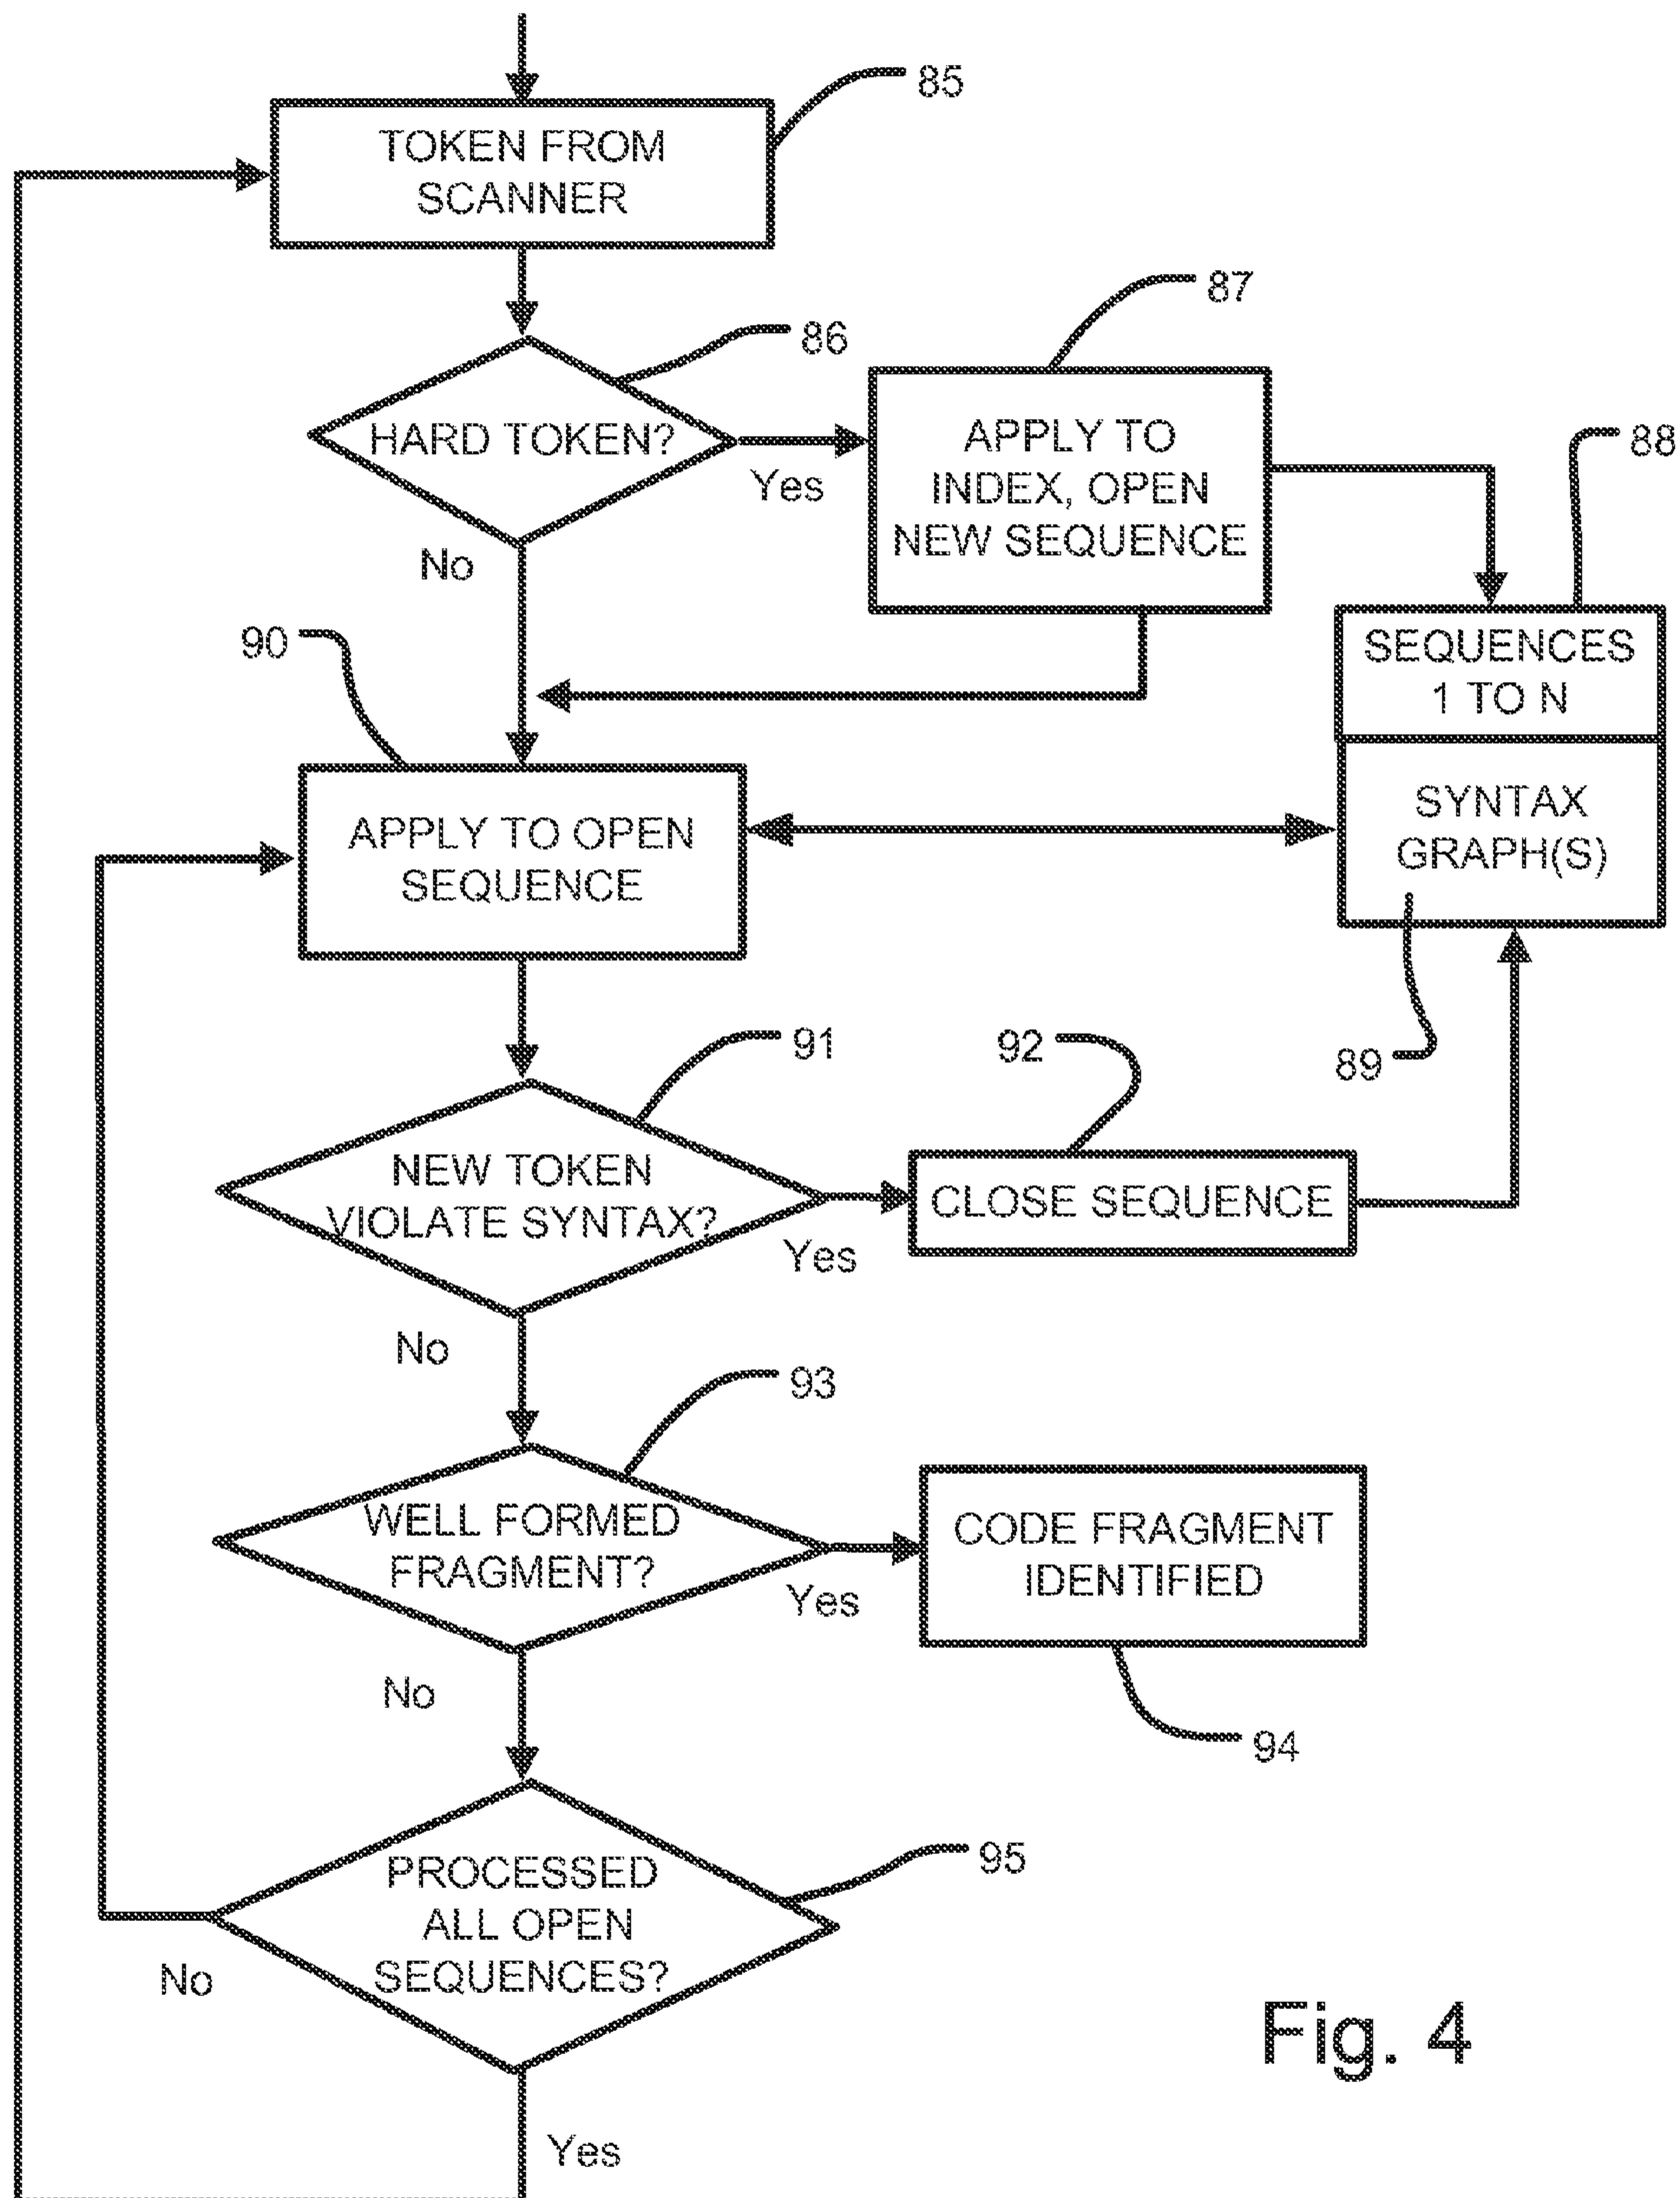 85
TOKEN FROM
SCANNER
87
86
HARD TOKEN?
Yes
No
APPLY TO
INDEX, OPEN
NEW SEQUENCE
88
SEQUENCES
1 TO N
90
APPLY TO OPEN
SEQUENCE
SYNTAX
GRAPH(S)
89
91
92
NEW TOKEN
VIOLATE SYNTAX?
Yes
CLOSE SEQUENCE
No
93
WELL FORMED
FRAGMENT?
Yes
CODE FRAGMENT
IDENTIFIED
No
94
95
PROCESSED
ALL OPEN
SEQUENCES?
No
Yes
Fig. 4